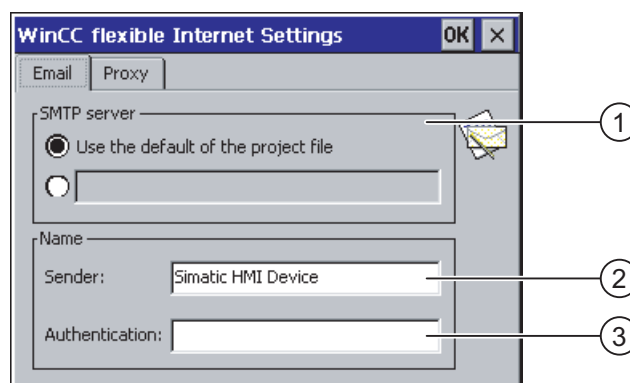 WinCC flexible Internet Settings OK ×
Email Proxy
SMTP server
1
Use the default of the project file
Name
Sender: Simatic HMI Device
2
Authentication:
3